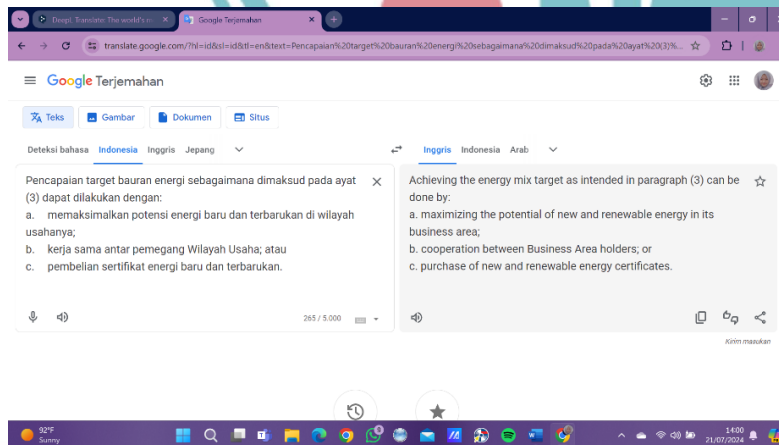 DeepL Translate: The world's m
Google Terjemahan
translate.google.com/?hl=id&sl=id&tl=en&text=Pencapaian%20target%20bauran%20energi%20sebagaimana%20dimaksud%20pada%20ayat%20(3)%...
Google Terjemahan
Teks Gambar Dokumen Situs
Deteksi bahasa Indonesia Inggris Jepang
Inggris Indonesia Arab
Pencapaian target bauran energi sebagaimana dimaksud pada ayat
(3) dapat dilakukan dengan:
a. memaksimalkan potensi energi baru dan terbarukan di wilayah
usahanya;
b. kerja sama antar pemegang Wilayah Usaha; atau
c. pembelian sertifikat energi baru dan terbarukan.
265 / 5.000
Achieving the energy mix target as intended in paragraph (3) can be
done by:
a. maximizing the potential of new and renewable energy in its
business area;
b. cooperation between Business Area holders; or
c. purchase of new and renewable energy certificates.
Kirim masukan
92°F
Sunny
14:00
21/07/2024